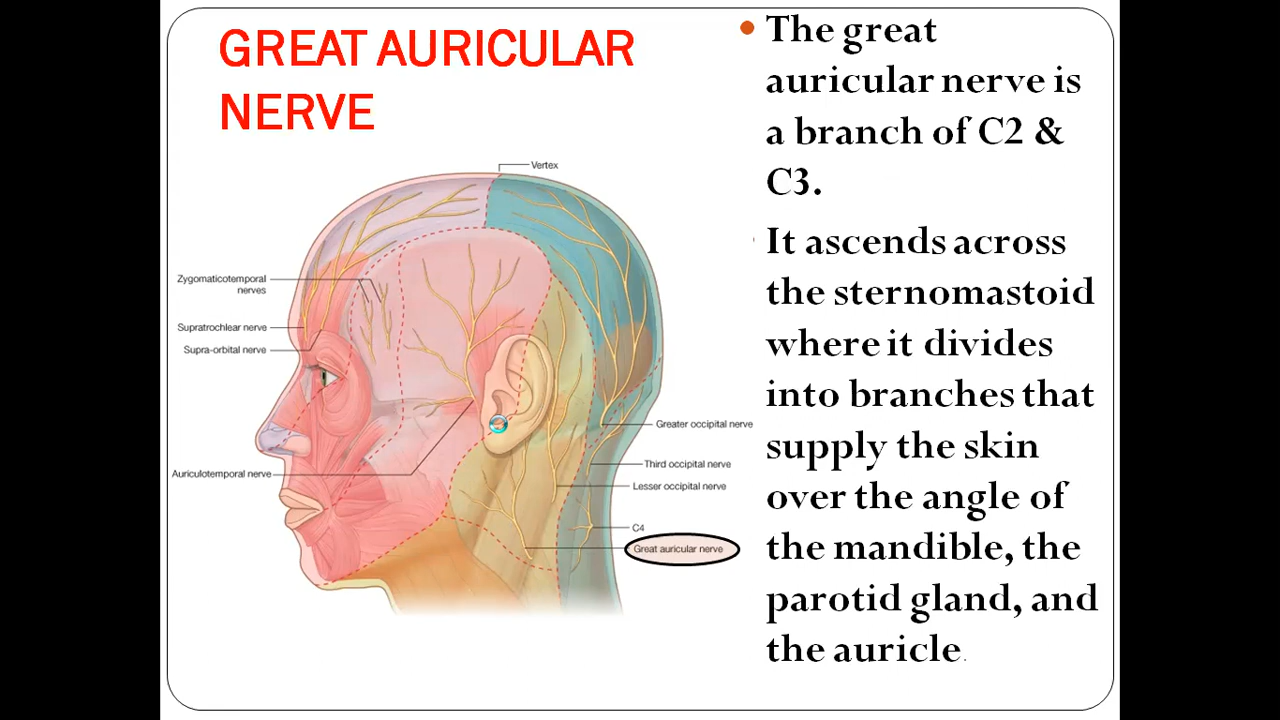 GREAT AURICULAR
NERVE
Vertex
Zygomaticotemporal
nerves
Supratrochlear nerve
Supra-orbital nerve
Auriculotemporal nerve
Greater occipital nerve
Third occipital nerve
Lesser occipital nerve
C4
Great auricular nerve
• The great
auricular nerve is
a branch of C2 &
C3.
It ascends across
the sternomastoid
where it divides
into branches that
supply the skin
over the angle of
the mandible, the
parotid gland, and
the auricle.